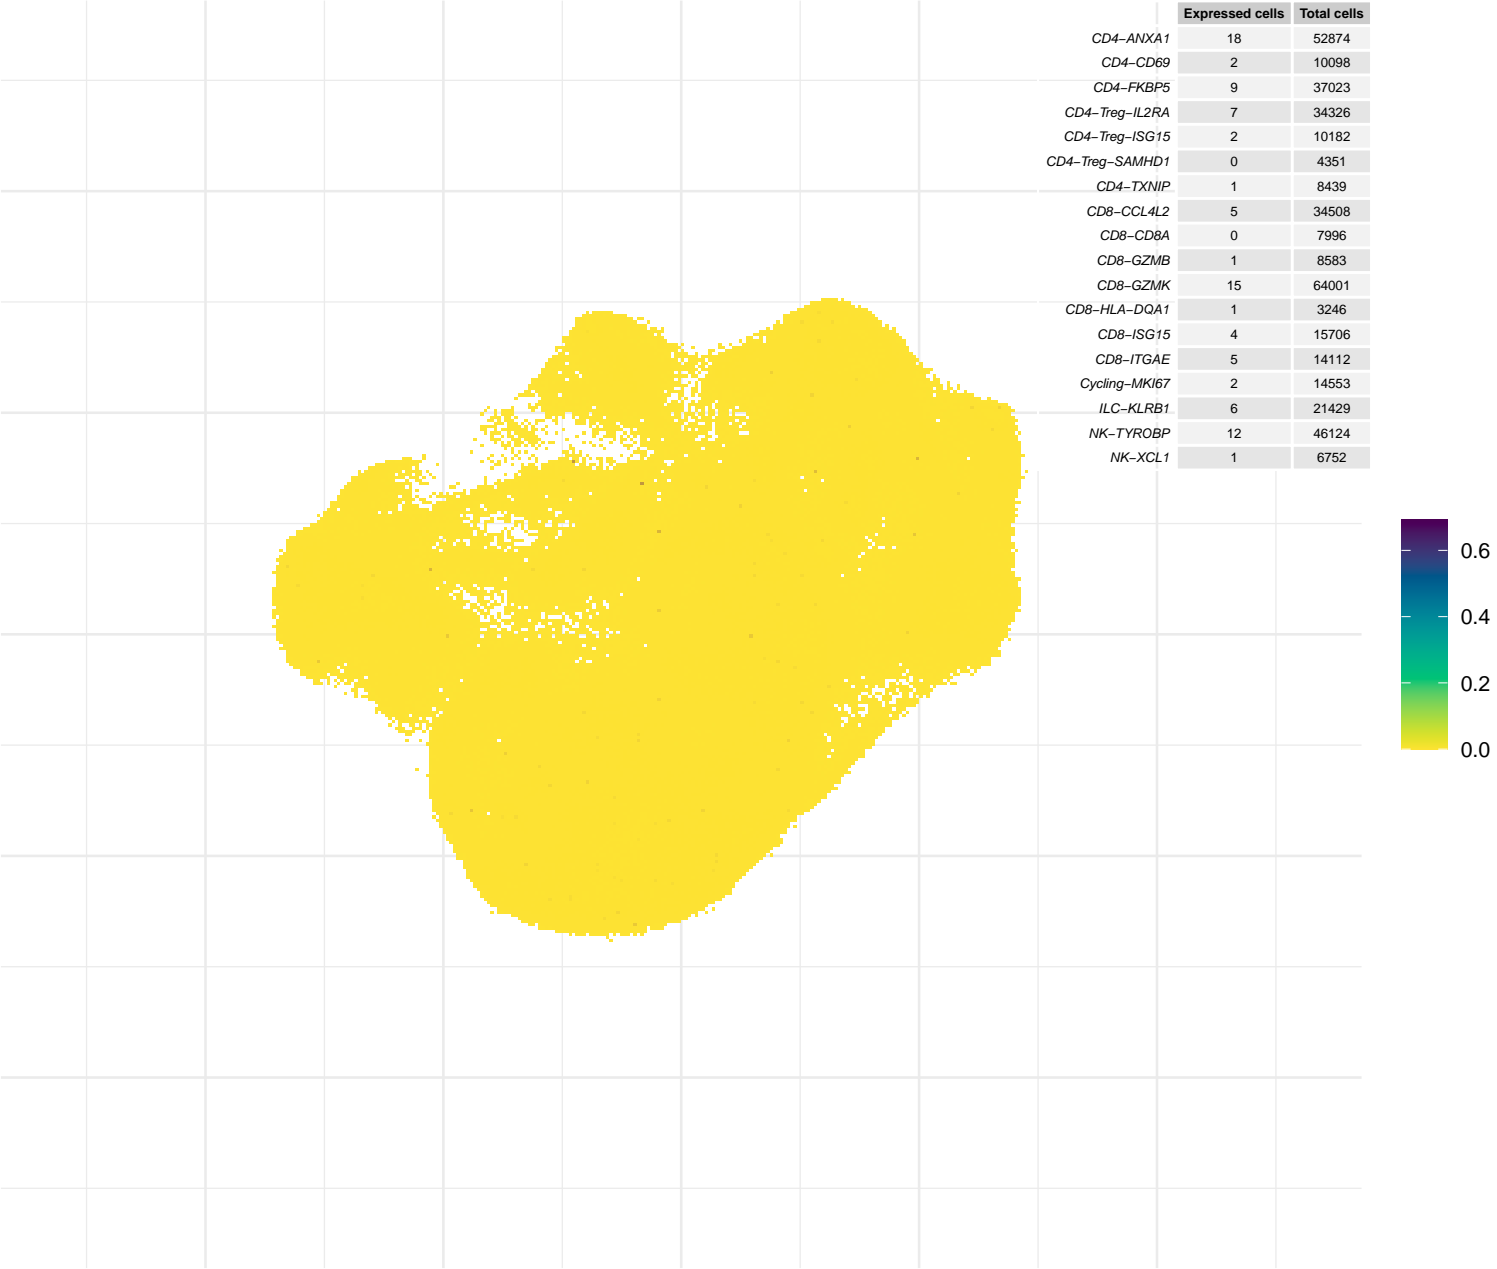 Expressed cells Total cells
CD4−ANXA1 18 52874
CD4−CD69 2 10098
CD4−FKBP5 9 37023
CD4−Treg−IL2RA 7 34326
CD4−Treg−ISG15 2 10182
CD4−Treg−SAMHD1 0 4351
CD4−TXNIP 1 8439
CD8−CCL4L2 5 34508
CD8−CD8A 0 7996
CD8−GZMB 1 8583
CD8−GZMK 15 64001
CD8−HLA−DQA1 1 3246
CD8−ISG15 4 15706
CD8−ITGAE 5 14112
Cycling−MKI67 2 14553
ILC−KLRB1 6 21429
NK−TYROBP 12 46124
NK−XCL1 1 6752
0.6
0.4
0.2
0.0